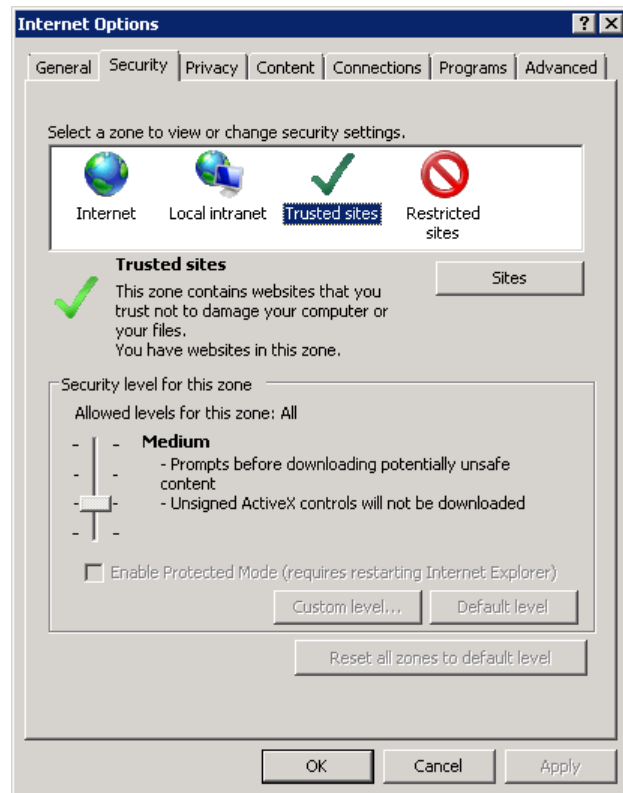 Internet Options
General Security Privacy Content Connections Programs Advanced
Select a zone to view or change security settings.
Internet Local intranet Trusted sites Restricted
sites
Trusted sites
Sites
This zone contains websites that you
trust not to damage your computer or
your files.
You have websites in this zone.
Security level for this zone
Allowed levels for this zone: All
Medium
- Prompts before downloading potentially unsafe
content
- Unsigned ActiveX controls will not be downloaded
Enable Protected Mode (requires restarting Internet Explorer)
Custom level... Default level
Reset all zones to default level
OK Cancel Apply